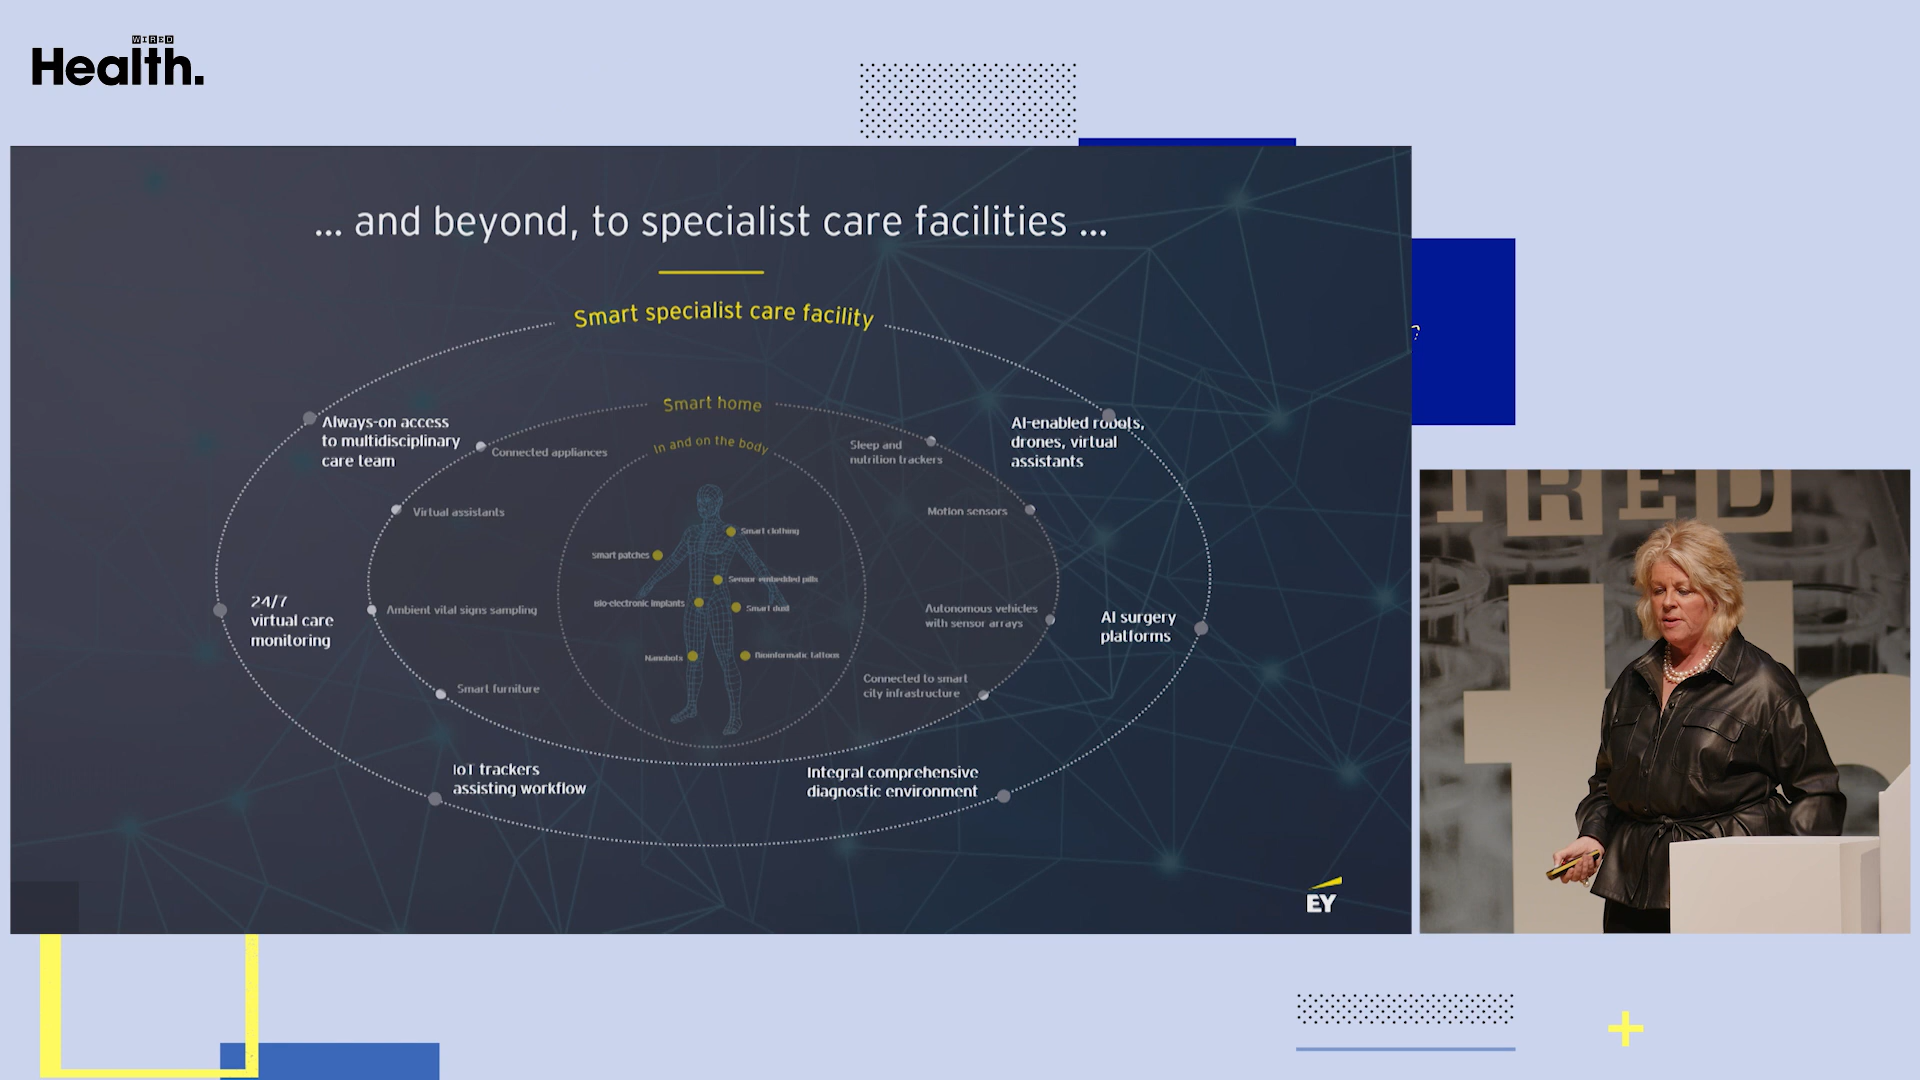 WIRED
Health.
... and beyond, to specialist care facilities ...
Smart specialist care facility
Smart home
In and on the body
Always-on access
to multidisciplinary
care team
Connected appliances
Sleep and
nutrition trackers
AI-enabled robots,
drones, virtual
assistants
Virtual assistants
Motion sensors
Smart clothing
smart patches
Sensor embedded pills
Bio-electronic implants
Smart dust
24/7
virtual care
monitoring
Ambient vital signs sampling
Autonomous vehicles
with sensor arrays
AI surgery
platforms
Nanobots
Bioinformatic tattoos
Smart furniture
Connected to smart
city infrastructure
IoT trackers
assisting workflow
Integral comprehensive
diagnostic environment
EY
IRED